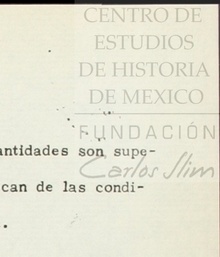 CENTRO DE
ESTUDIOS
DE HISTORIA
DE MEXICO
FUNDACIÓN
Carlos Slim
antidades son supe-
can de las condi-
..